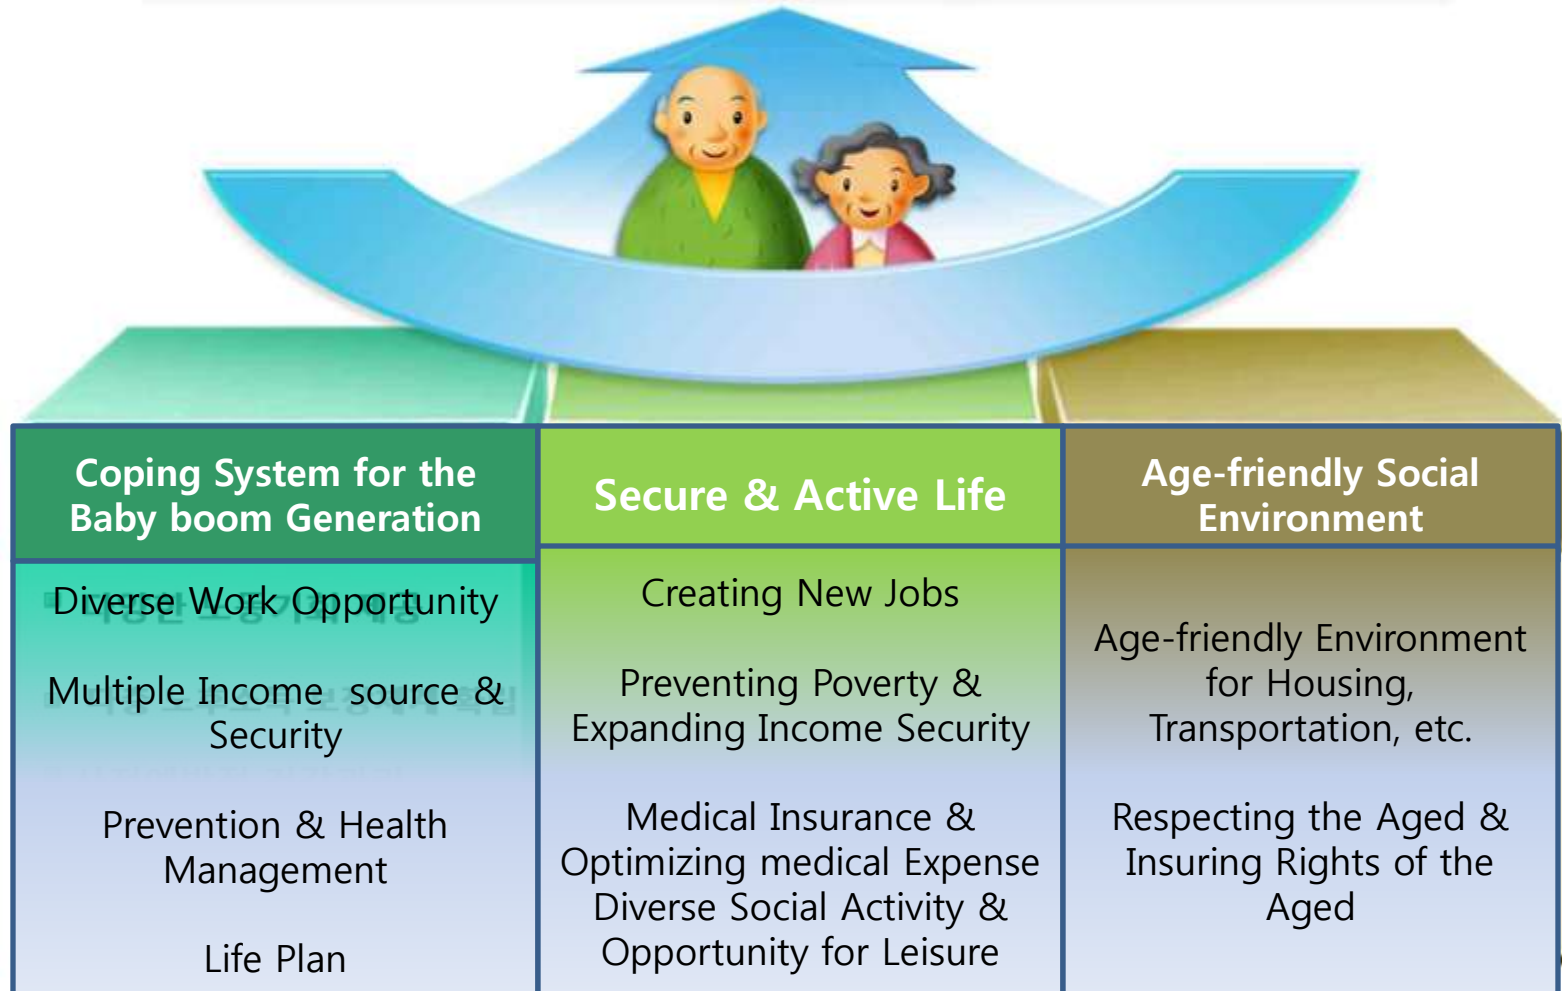 Coping System for the
Baby boom Generation
Diverse Work Opportunity
Multiple Income source &
Security
Prevention & Health
Management
Life Plan
Secure & Active Life
Creating New Jobs
Preventing Poverty &
Expanding Income Security
Medical Insurance &
Optimizing medical Expense
Diverse Social Activity &
Opportunity for Leisure
Age-friendly Social
Environment
Age-friendly Environment
for Housing,
Transportation, etc.
Respecting the Aged &
Insuring Rights of the
Aged